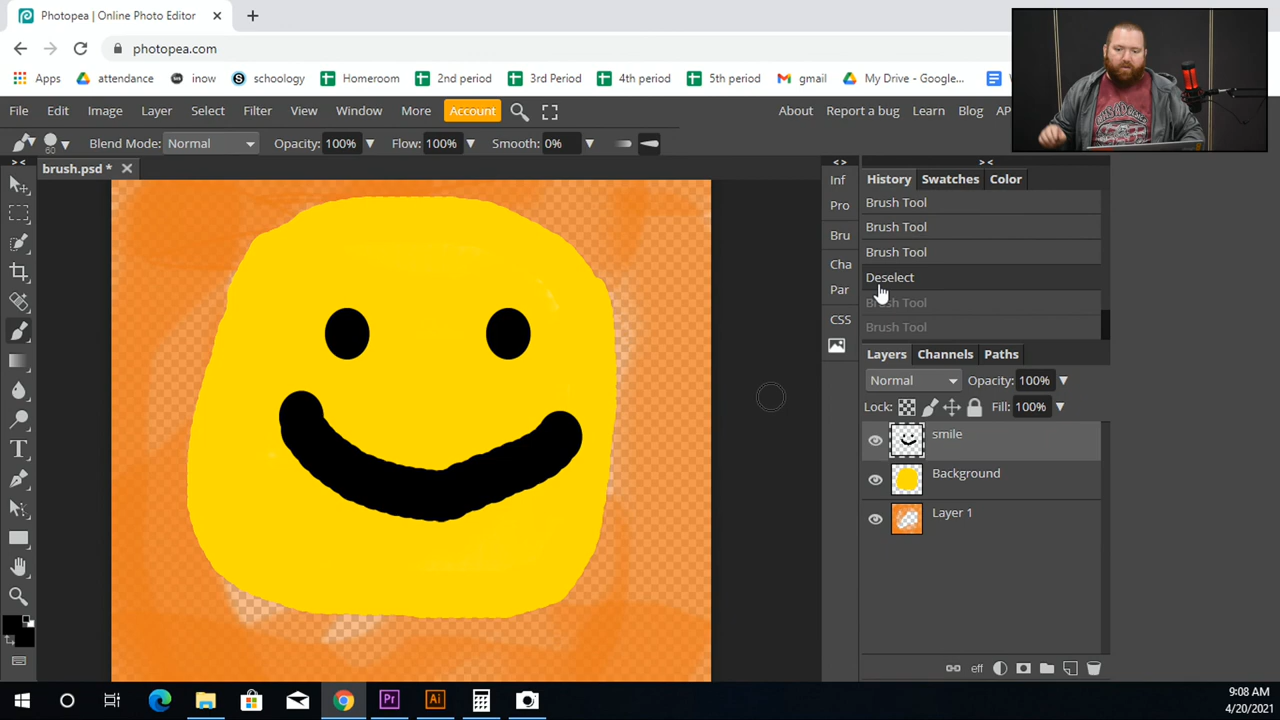 Photopea | Online Photo Editor
photopea.com
Apps attendance inow schoology Homeroom 2nd period 3rd Period 4th period 5th period gmail My Drive - Google...
File Edit Image Layer Select Filter View Window More Account About Report a bug Learn Blog
60 Blend Mode: Normal Opacity: 100% Flow: 100% Smooth: 0%
brush.psd *
> <
< >
> <
Inf
Pro
Bru
Cha
Par
CSS
History Swatches Color
Brush Tool
Brush Tool
Brush Tool
Deselect
Brush Tool
Brush Tool
Layers Channels Paths
Normal Opacity: 100%
Lock: Fill: 100%
smile
Background
Layer 1
eff
9:08 AM
4/20/2021